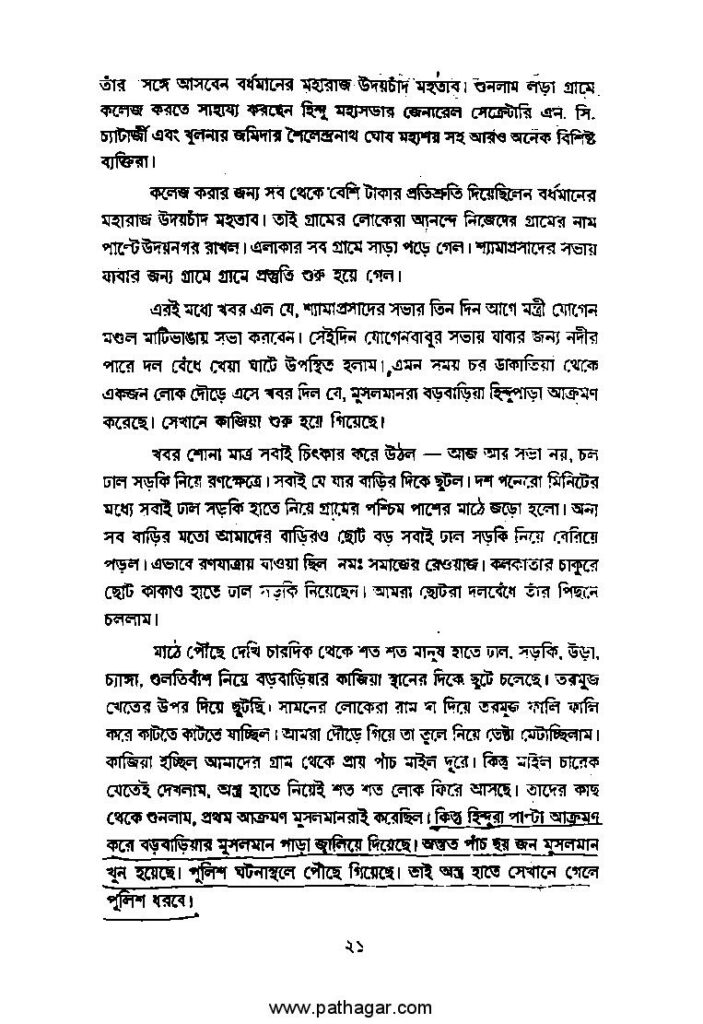 তাঁর সঙ্গে আসবেন বর্ধমানের মহারাজ উদয়চাঁদ মহতাব। শুনলাম লড়া গ্রামে
কলেজ করতে সাহায্য করছেন হিন্দু মহাসভার জেনারেল সেক্রেটারি এন. সি.
চ্যাটার্জী এবং খুলনার জমিদার শৈলেন্দ্রনাথ ঘোষ মহাশয় সহ আরও অনেক বিশিষ্ট
ব্যক্তিরা।
কলেজ করার জন্য সব থেকে বেশি টাকার প্রতিশ্রুতি দিয়েছিলেন বর্ধমানের
মহারাজ উদয়চাঁদ মহতাব। তাই গ্রামের লোকেরা আনন্দে নিজেদের গ্রামের নাম
পাল্টে উদয়নগর রাখল। এলাকার সব গ্রামে সাড়া পড়ে গেল। শ্যামাপ্রসাদের সভায়
যাবার জন্য গ্রামে গ্রামে প্রস্তুতি শুরু হয়ে গেল।
এরই মধ্যে খবর এল যে, শ্যামাপ্রসাদের সভার তিন দিন আগে মন্ত্রী যোগেন
মণ্ডল মাটিভাঙায় সভা করবেন। সেইদিন যোগেনবাবুর সভায় যাবার জন্য নদীর
পারে দল বেঁধে খেয়া ঘাটে উপস্থিত হলাম। এমন সময় চর ডাকাতিয়া থেকে
একজন লোক দৌড়ে এসে খবর দিল যে, মুসলমানরা বড়বাড়িয়া হিন্দুপাড়া আক্রমণ
করেছে। সেখানে কাজিয়া শুরু হয়ে গিয়েছে।
খবর শোনা মাত্র সবাই চিৎকার করে উঠল — আজ আর সভা নয়, চল
ঢাল সড়কি নিয়ে রণক্ষেত্রে। সবাই যে যার বাড়ির দিকে ছুটল। দশ পনেরো মিনিটের
মধ্যে সবাই ঢাল সড়কি হাতে নিয়ে গ্রামের পশ্চিম পাশের মাঠে জড়ো হলো। অন্য
সব বাড়ির মতো আমাদের বাড়িরও ছোট বড় সবাই ঢাল সড়কি নিয়ে বেরিয়ে
পড়ল। এভাবে রণযাত্রায় যাওয়া ছিল নমঃ সমাজের রেওয়াজ। কলকাতার চাকুরে
ছোট কাকাও হাতে ঢাল সড়কি নিয়েছেন। আমরা ছোটরা দলবেঁধে তাঁর পিছনে
চললাম।
মাঠে পৌঁছে দেখি চারদিক থেকে শত শত মানুষ হাতে ঢাল, সড়কি, উড়া,
চ্যাঙ্গা, গুলতিবাঁশ নিয়ে বড়বাড়িয়ার কাজিয়া স্থানের দিকে ছুটে চলেছে। তরমুজ
খেতের উপর দিয়ে ছুটছি। সামনের লোকেরা রাম দা দিয়ে তরমুজ ফালি ফালি
করে কাটতে কাটতে যাচ্ছিল। আমরা দৌড়ে গিয়ে তা তুলে নিয়ে তেষ্টা মেটাচ্ছিলাম।
কাজিয়া হচ্ছিল আমাদের গ্রাম থেকে প্রায় পাঁচ মাইল দূরে। কিন্তু মাইল চারেক
যেতেই দেখলাম, অস্ত্র হাতে নিয়েই শত শত লোক ফিরে আসছে। তাদের কাছ
থেকে শুনলাম, প্রথম আক্রমণ মুসলমানরাই করেছিল। কিন্তু হিন্দুরা পাল্টা আক্রমণ
করে বড়বাড়িয়ার মুসলমান পাড়া জ্বালিয়ে দিয়েছে। অন্তত পাঁচ ছয় জন মুসলমান
খুন হয়েছে। পুলিশ ঘটনাস্থলে পৌঁছে গিয়েছে। তাই অস্ত্র হাতে সেখানে গেলে
পুলিশ ধরবে।
২১
www.pathagar.com